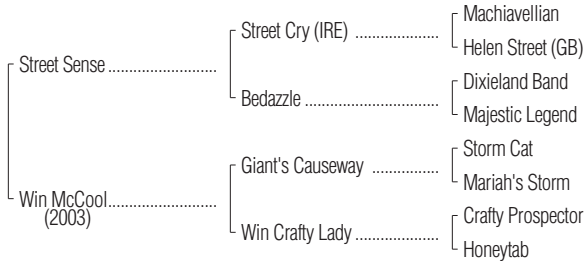 Machiavellian
Street Cry (IRE) ....................
Helen Street (GB)
Street Sense ..........................
Dixieland Band
Bedazzle .................................
Majestic Legend
Storm Cat
Giant's Causeway ................
Mariah's Storm
Win McCool ..........................
(2003)
Crafty Prospector
Win Crafty Lady ....................
Honeytab